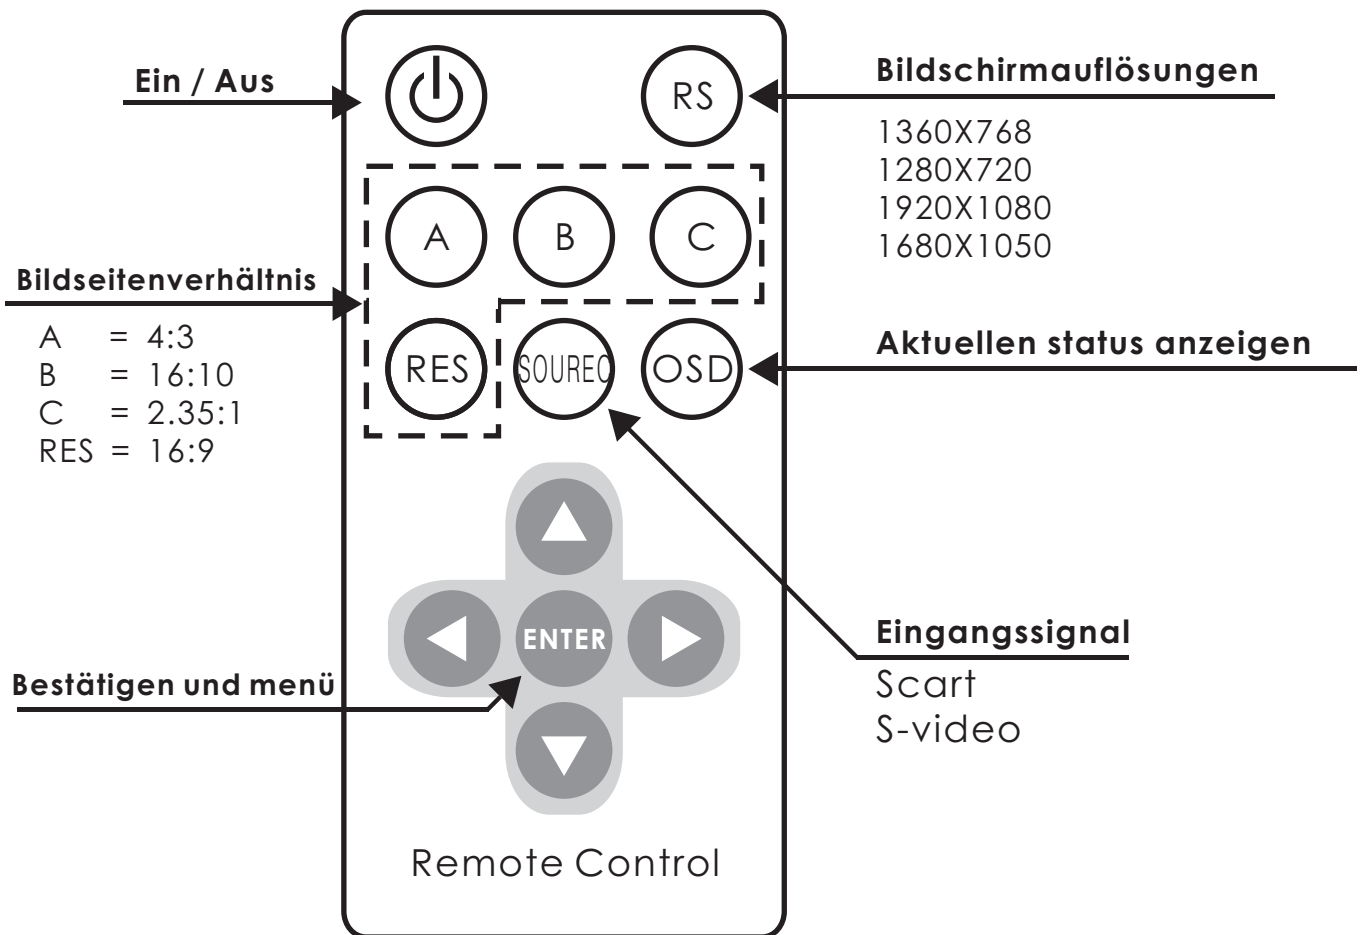 Ein / Aus
RS
Bildschirmauflösungen
1360X768
1280X720
1920X1080
1680X1050
A B C
Bildseitenverhältnis
A = 4:3
B = 16:10
C = 2.35:1
RES = 16:9
RES SOUREC OSD
Aktuellen status anzeigen
ENTER
Eingangssignal
Scart
S-video
Bestätigen und menü
Remote Control